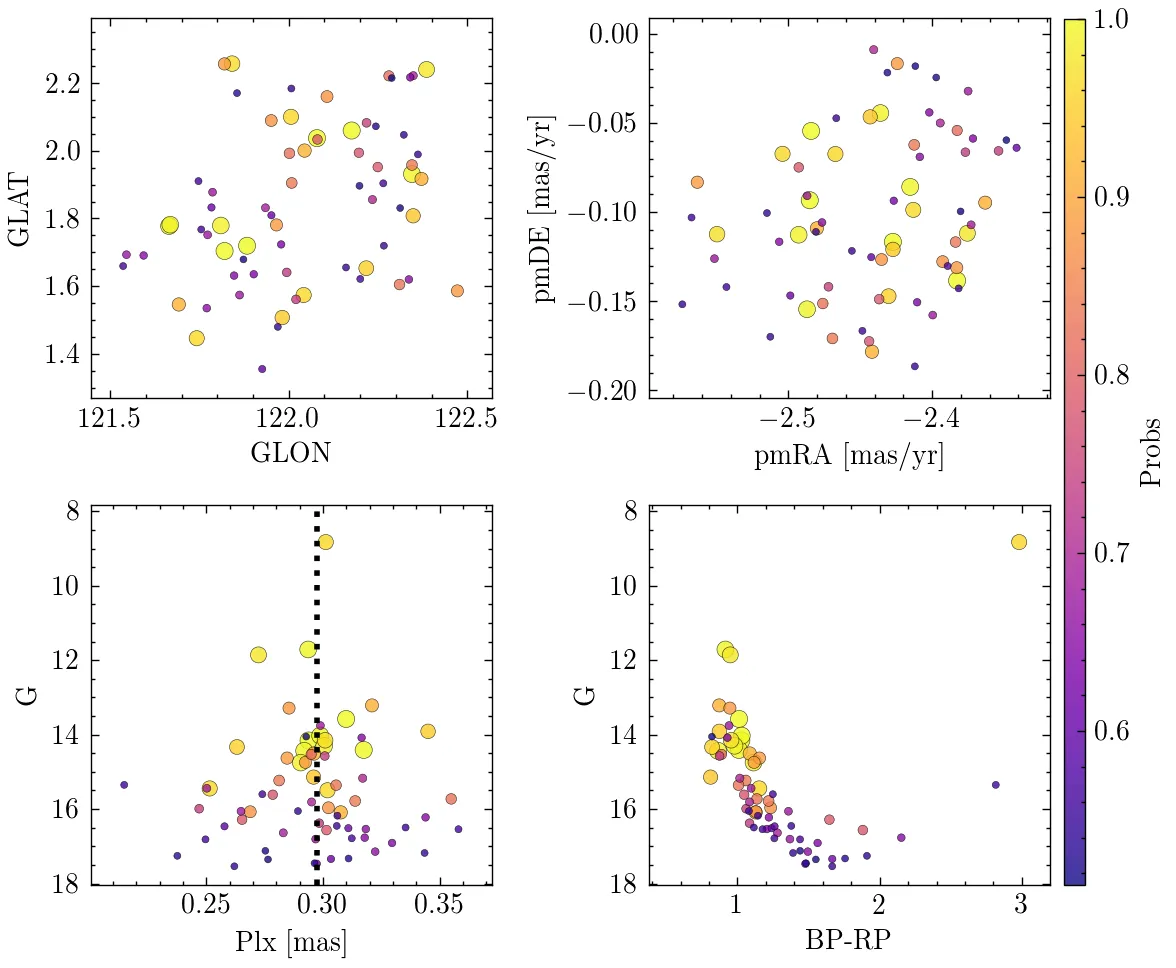 2.2
2.0
1.8
1.6
1.4
GLAT
121.5 122.0 122.5
GLON
0.00
−0.05
−0.10
−0.15
−0.20
pmDE [mas/yr]
−2.5 −2.4
pmRA [mas/yr]
1.0
0.9
0.8
0.7
0.6
Probs
8
10
12
14
16
18
G
0.25 0.30 0.35
Plx [mas]
8
10
12
14
16
18
G
1 2 3
BP-RP